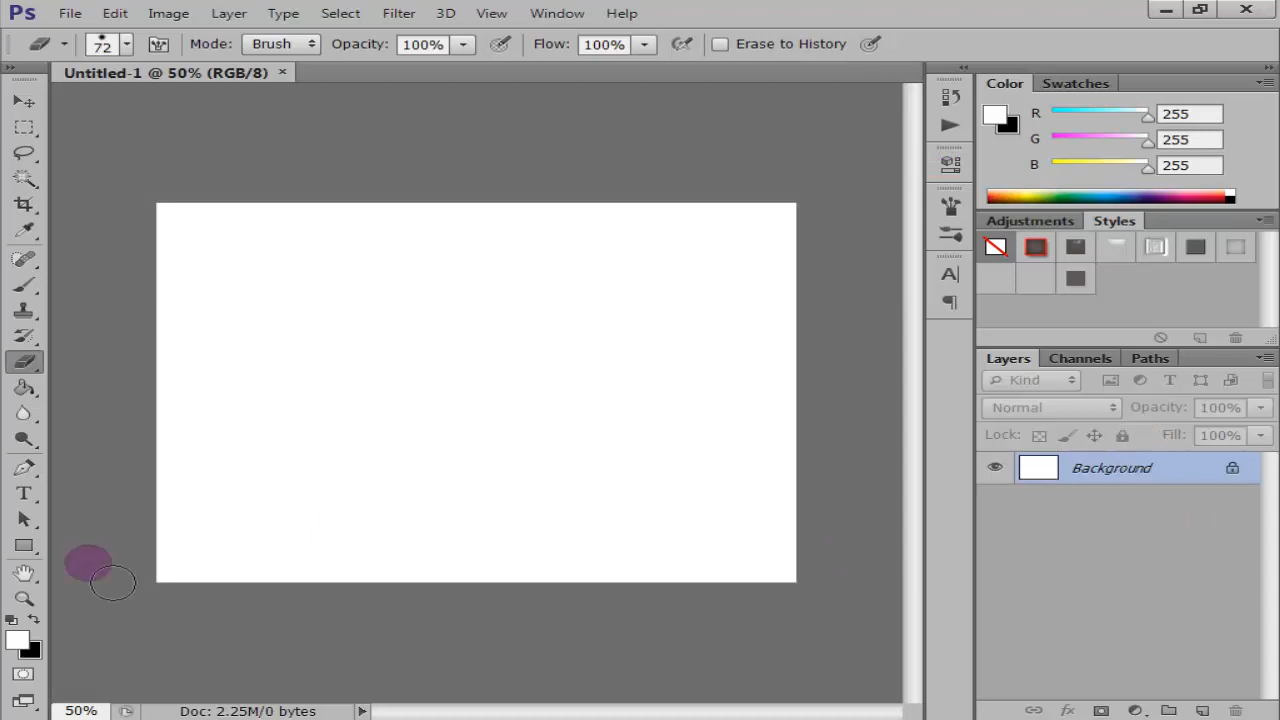 Ps File Edit Image Layer Type Select Filter 3D View Window Help
72 Mode: Brush Opacity: 100% Flow: 100% Erase to History
Untitled-1 @ 50% (RGB/8) ×
Color Swatches
R 255
G 255
B 255
Adjustments Styles
A|
Layers Channels Paths
Kind T
Normal Opacity: 100%
Lock: Fill: 100%
Background
T
fx
50% Doc: 2.25M/0 bytes